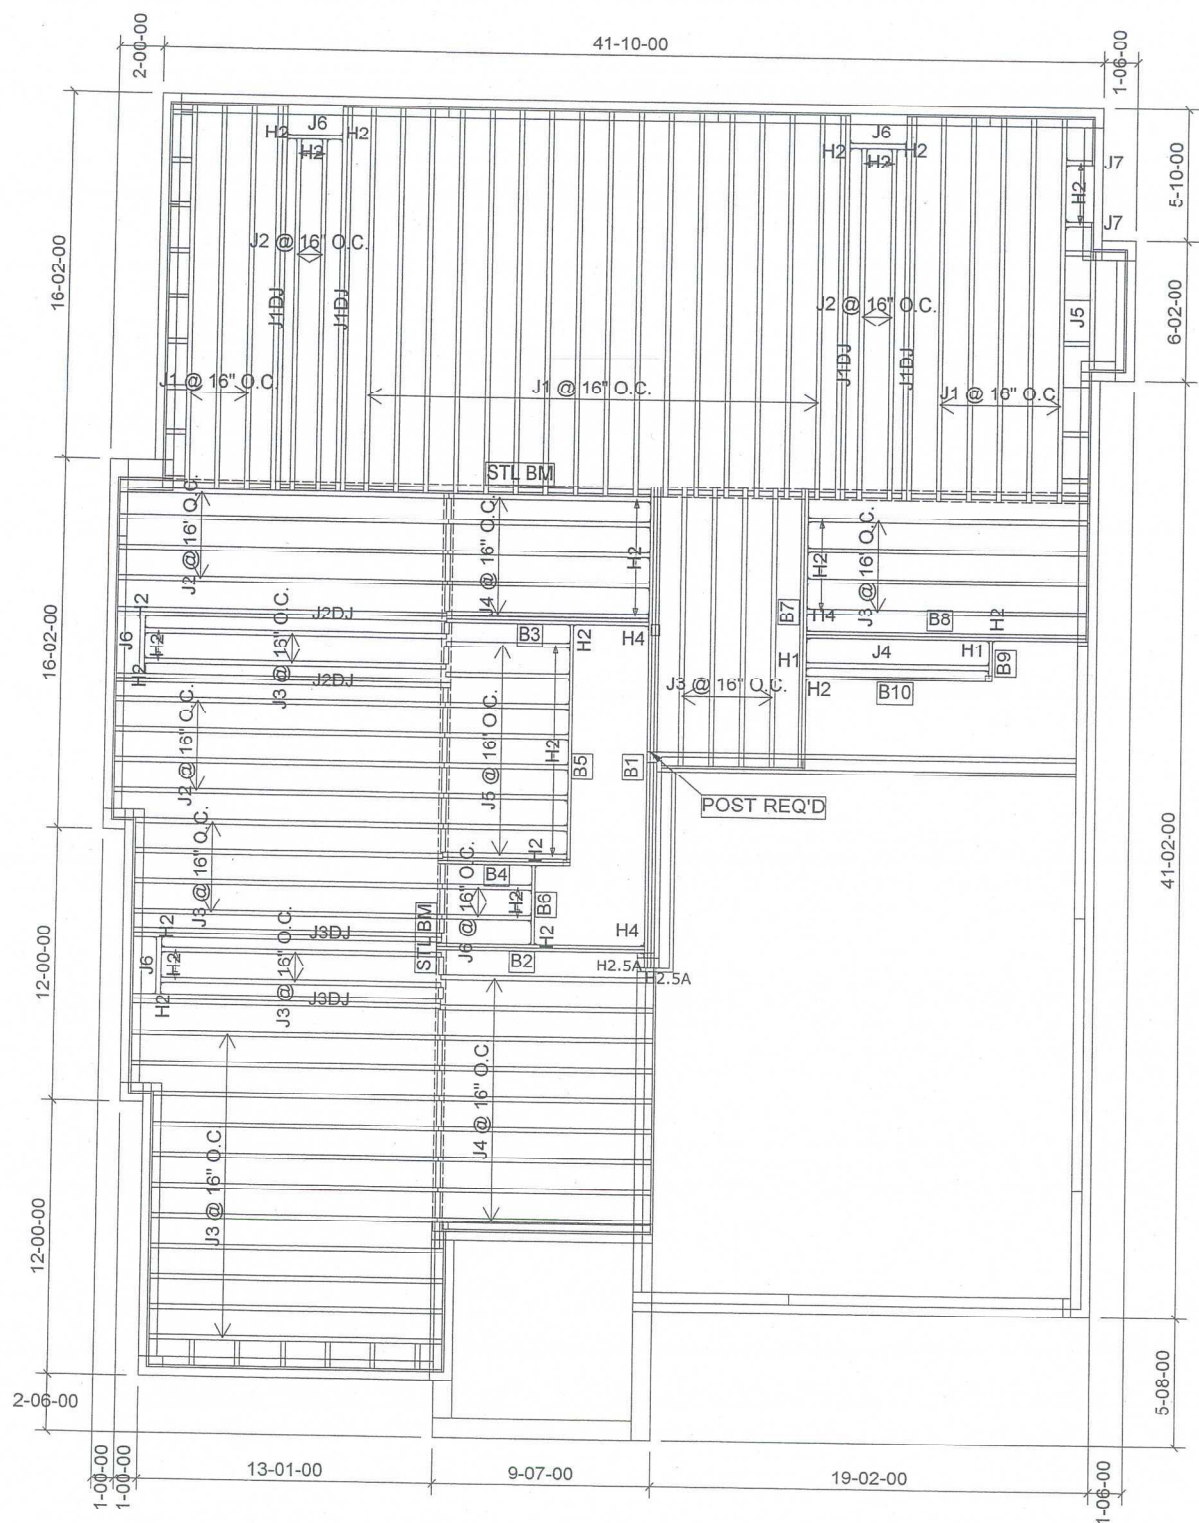 2-00-00
41-10-00
1-06-00
J6
H2
H2
H2
J6
H2
H2
H2
J7
H2
J7
5-10-00
16-02-00
J2 @ 16" O.C.
J1DJ
J1DJ
J2 @ 16" O.C.
J1DJ
J1DJ
J5
6-02-00
J1 @ 16" O.C.
J1 @ 16" O.C.
J1 @ 16" O.C.
STL BM
J2 @ 16' O.C.
J4 @ 16" O.C.
H2
H2
J3 @ 16' O.C.
16-02-00
H2
J6
H2
H2
J2DJ
J3 @ 16" O.C.
J2DJ
B3
H2
H4
B7
H4
B8
H2
H1
J4
H1
B9
H2
B10
J3 @ 16" O.C.
J2 @ 16" O.C.
J5 @ 16" O.C.
H2
B5
B1
POST REQ'D
41-02-00
J3 @ 16" O.C.
H2
B4
J6 @ 16" O.C.
H2
B6
H2
H4
STL BM
B2
H2.5A
H2.5A
12-00-00
H2
J6
H2
H2
J3DJ
J3 @ 16" O.C.
J3DJ
J4 @ 16" O.C
J3 @ 16" O.C
12-00-00
2-06-00
5-08-00
1-00-00
1-00-00
13-01-00
9-07-00
19-02-00
1-06-00